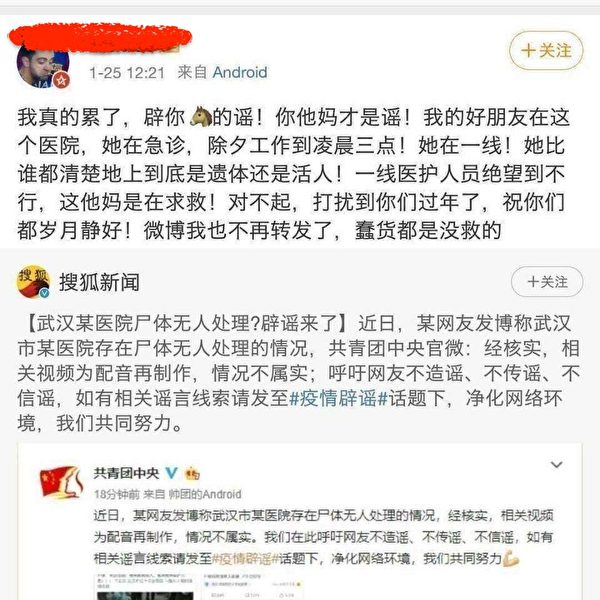 1-25 12:21 来自 Android
+关注
我真的累了，辟你🐴的谣！你他妈才是谣！我的好朋友在这
个医院，她在急诊，除夕工作到凌晨三点！她在一线！她比
谁都清楚地上到底是遗体还是活人！一线医护人员绝望到不
行，这他妈是在求救！对不起，打扰到你们过年了，祝你们
都岁月静好！微博我也不再转发了，蠢货都是没救的
搜狐
搜狐新闻
+关注
【武汉某医院尸体无人处理?辟谣来了】近日，某网友发博称武汉
市某医院存在尸体无人处理的情况，共青团中央官微：经核实，相
关视频为配音再制作，情况不属实；呼吁网友不造谣、不传谣、不
信谣，如有相关谣言线索请发至#疫情辟谣#话题下，净化网络环
境，我们共同努力。
共青团中央
18分钟前 来自 帅团的Android
近日，某网友发博称武汉市某医院存在尸体无人处理的情况，经核实，相关视频
为配音再制作，情况不属实。我们在此呼吁网友不造谣、不传谣、不信谣，如有
相关谣言线索请发至#疫情辟谣#话题下，净化网络环境，我们共同努力💪